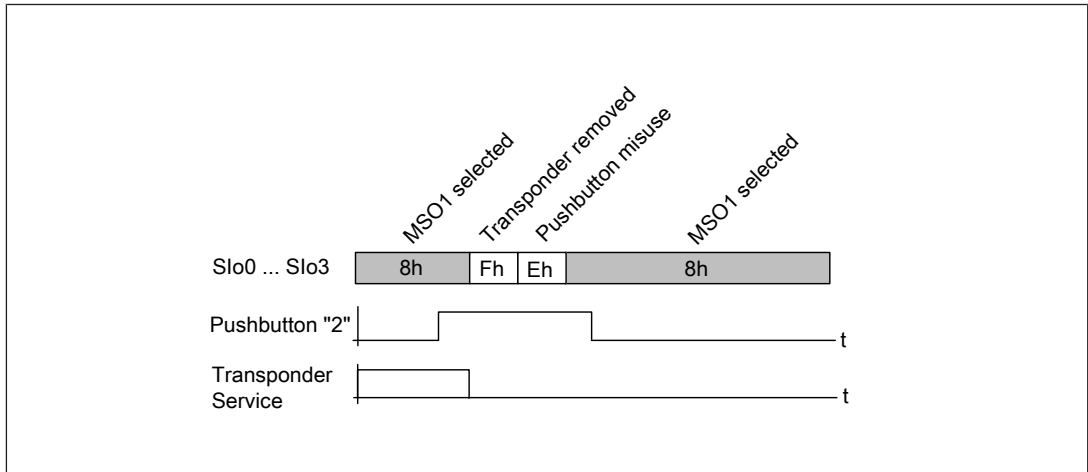 MSO1 selected
Transponder removed
Pushbutton misuse
MSO1 selected
SIo0 ... SIo3 8h Fh Eh 8h
Pushbutton "2"
t
Transponder
Service
t